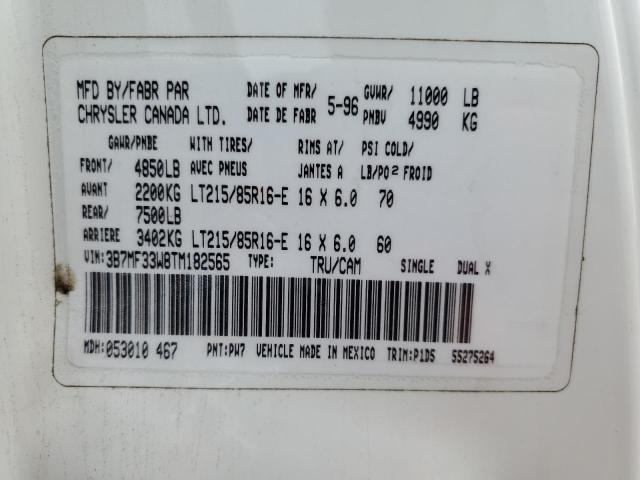 MFD BY/FABR PAR DATE OF MFR/ 5-96 GVWR/ 11000 LB
CHRYSLER CANADA LTD. DATE DE FABR PNBV 4990 KG
GAWR/PNBE WITH TIRES/ RIMS AT/ PSI COLD/
FRONT/ 4850LB AVEC PNEUS JANTES A LB/PO² FROID
AVANT 2200KG LT215/85R16-E 16 X 6.0 70
REAR/ 7500LB
ARRIERE 3402KG LT215/85R16-E 16 X 6.0 60
VIN:3B7MF33W8TM182565 TYPE: TRU/CAM SINGLE DUAL X
MDH:053010 467 PNT:PW7 VEHICLE MADE IN MEXICO TRIM:P1D5 55275264